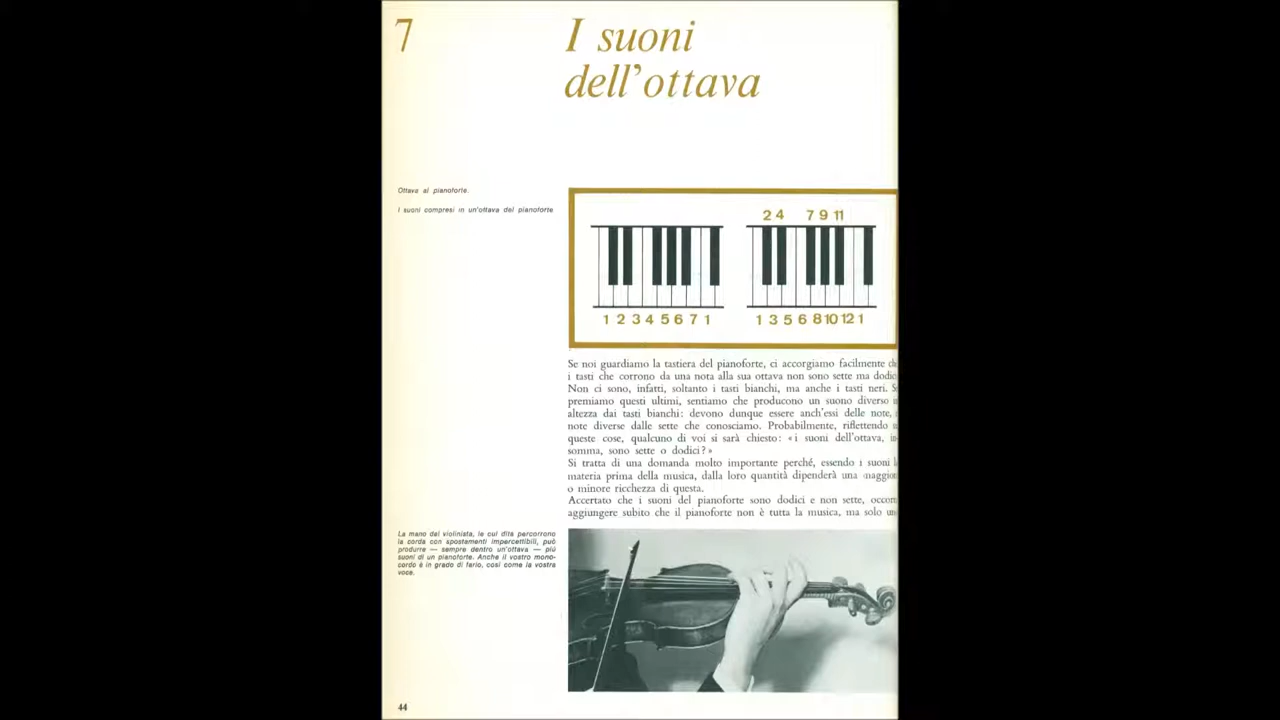 7
I suoni
dell'ottava
Ottava al pianoforte.
I suoni compresi in un'ottava del pianoforte
2 4 7 9 11
1 2 3 4 5 6 7 1
1 3 5 6 8 10 12 1
Se noi guardiamo la tastiera del pianoforte, ci accorgiamo facilmente
i tasti che corrono da una nota alla sua ottava non sono sette ma
Non ci sono, infatti, soltanto i tasti bianchi, ma anche i tasti neri.
premiamo questi ultimi, sentiamo che producono un suono diverso
altezza dai tasti bianchi: devono dunque essere anch'essi delle note,
note diverse dalle sette che conosciamo. Probabilmente, riflettendo
queste cose, qualcuno di voi si sarà chiesto: « i suoni dell'ottava, in-
somma, sono sette o dodici? »
Si tratta di una domanda molto importante perché, essendo i suoni
materia prima della musica, dalla loro quantità dipenderà una
o minore ricchezza di questa.
Accertato che i suoni del pianoforte sono dodici e non sette,
aggiungere subito che il pianoforte non è tutta la musica, ma solo
La mano del violinista, le cui dita percorrono
la corda con spostamenti impercettibili, può
produrre — sempre dentro un'ottava — più
suoni di un pianoforte. Anche il vostro mono-
cordo è in grado di farlo, così come la vostra
voce.
44